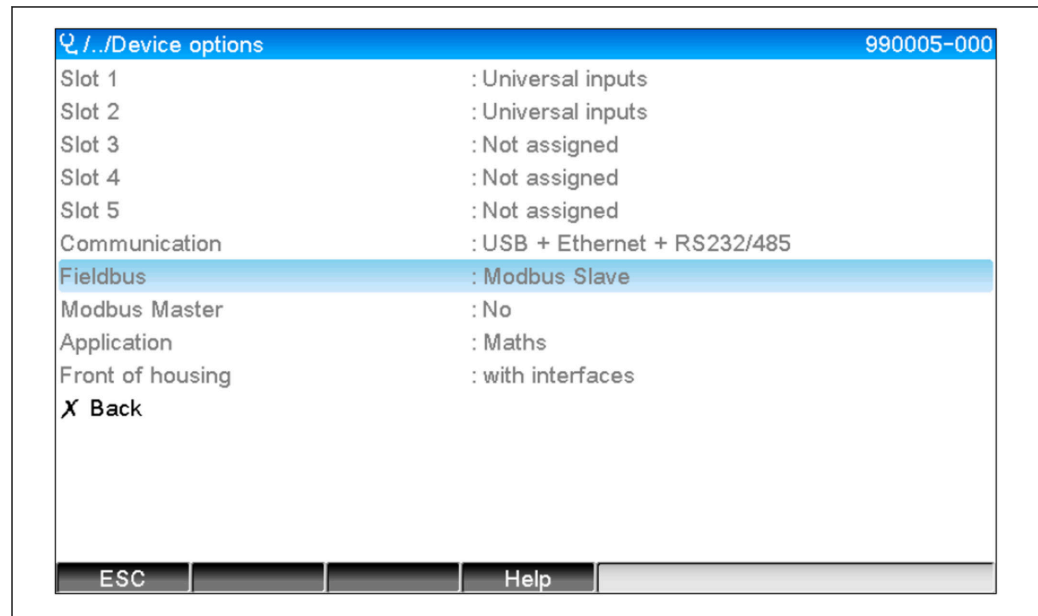 /../Device options 990005-000
Slot 1 : Universal inputs
Slot 2 : Universal inputs
Slot 3 : Not assigned
Slot 4 : Not assigned
Slot 5 : Not assigned
Communication : USB + Ethernet + RS232/485
Fieldbus : Modbus Slave
Modbus Master : No
Application : Maths
Front of housing : with interfaces
X Back
ESC Help